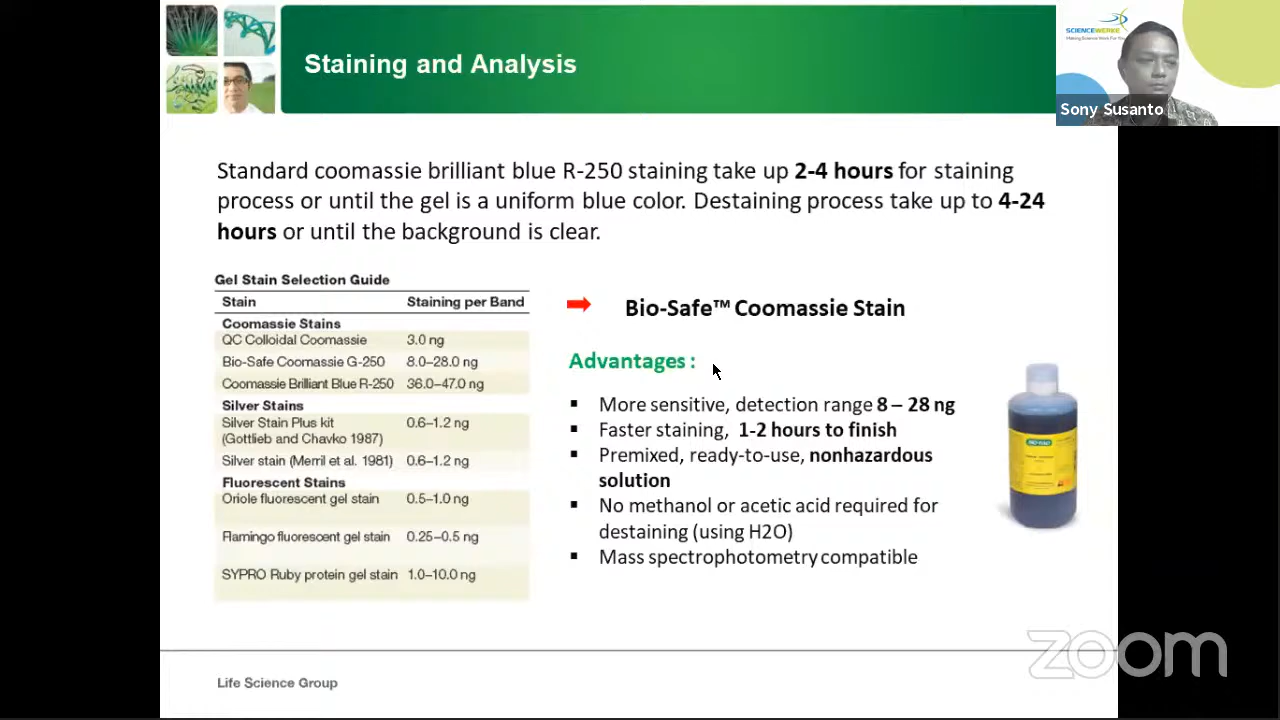 Staining and Analysis
SCIENCEWERKE
Making Science Work For You
Sony Susanto
Standard coomassie brilliant blue R-250 staining take up 2-4 hours for staining
process or until the gel is a uniform blue color. Destaining process take up to 4-24
hours or until the background is clear.
Gel Stain Selection Guide
Stain Staining per Band
Coomassie Stains
QC Colloidal Coomassie 3.0 ng
Bio-Safe Coomassie G-250 8.0–28.0 ng
Coomassie Brilliant Blue R-250 36.0–47.0 ng
Silver Stains
Silver Stain Plus kit 0.6–1.2 ng
(Gottlieb and Chavko 1987)
Silver stain (Merril et al. 1981) 0.6–1.2 ng
Fluorescent Stains
Oriole fluorescent gel stain 0.5–1.0 ng
Flamingo fluorescent gel stain 0.25–0.5 ng
SYPRO Ruby protein gel stain 1.0–10.0 ng
Bio-Safe™ Coomassie Stain
Advantages :
▪ More sensitive, detection range 8 – 28 ng
▪ Faster staining, 1-2 hours to finish
▪ Premixed, ready-to-use, nonhazardous
solution
▪ No methanol or acetic acid required for
destaining (using H2O)
▪ Mass spectrophotometry compatible
BIO-RAD
zoom
Life Science Group